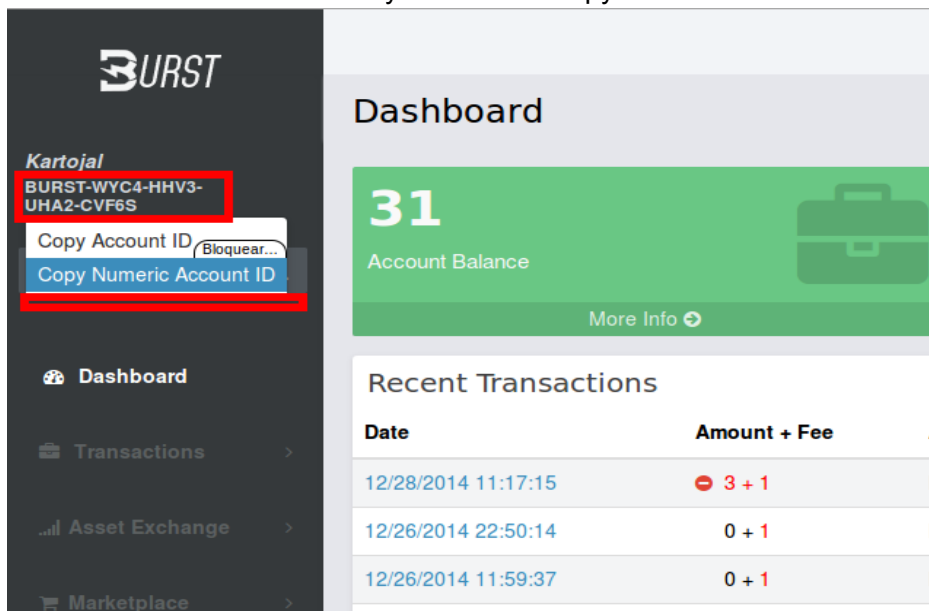 BURST
Dashboard
Kartojal
BURST-WYC4-HHV3-
UHA2-CVF6S
Copy Account ID
Bloquear...
Copy Numeric Account ID
31
Account Balance
More Info
Dashboard
Transactions
Asset Exchange
Marketplace
Recent Transactions
Date Amount + Fee
12/28/2014 11:17:15 3 + 1
12/26/2014 22:50:14 0 + 1
12/26/2014 11:59:37 0 + 1